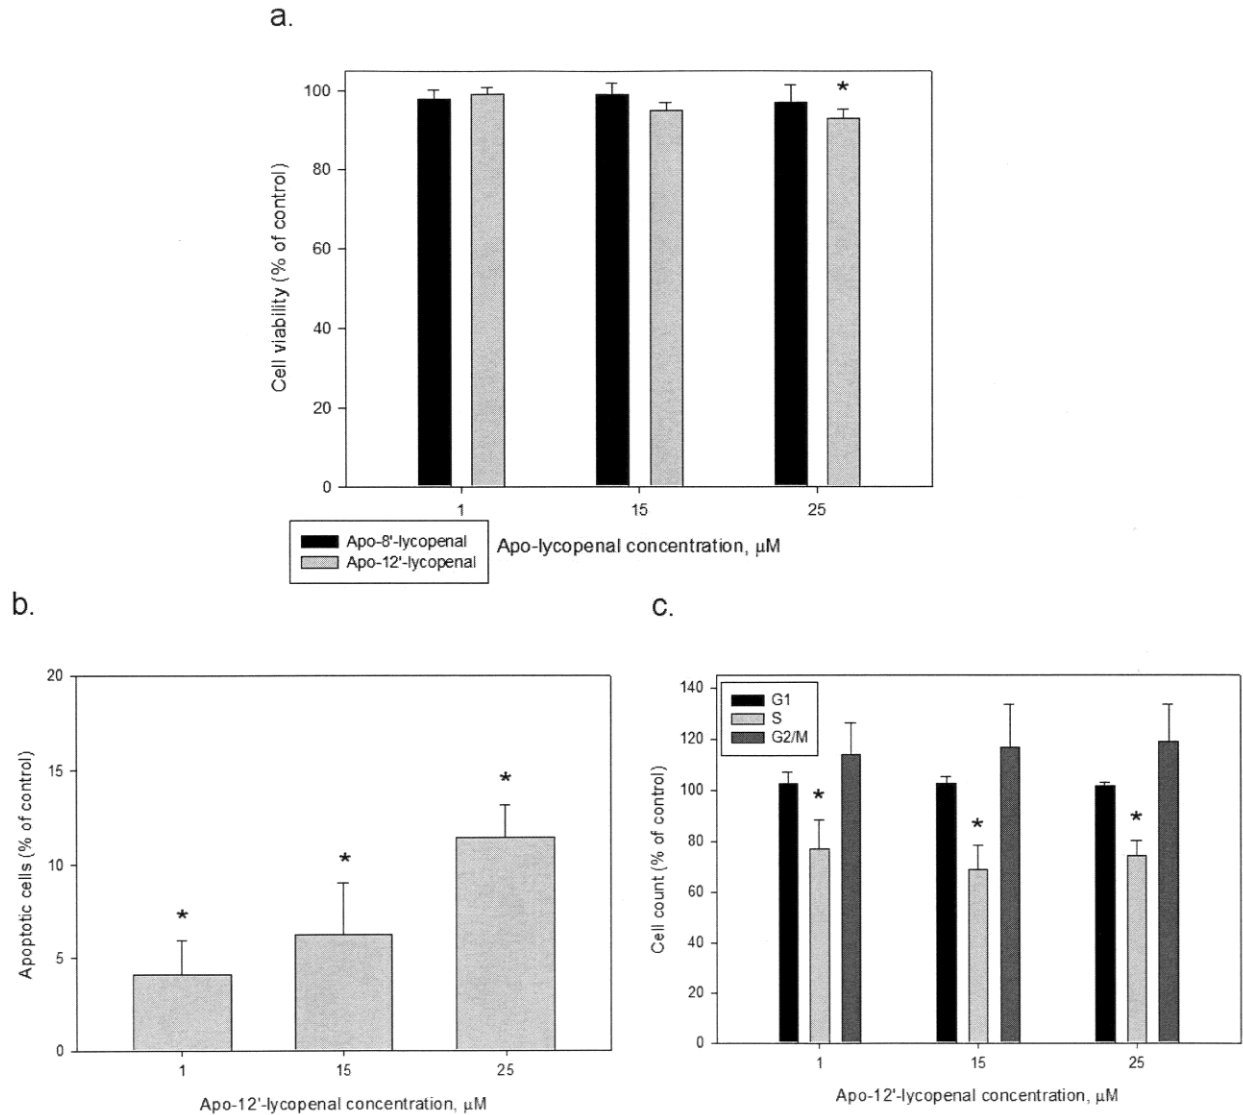 a.
Cell viability (% of control)
100
80
60
40
20
0
*
1
15
25
Apo-8'-lycopenal
Apo-12'-lycopenal
Apo-lycopenal concentration, μM
b.
Apoptotic cells (% of control)
20
15
10
5
0
*
*
*
1
15
25
Apo-12'-lycopenal concentration, μM
c.
Cell count (% of control)
140
120
100
80
60
40
20
0
G1
S
G2/M
*
*
*
1
15
25
Apo-12'-lycopenal concentration, μM